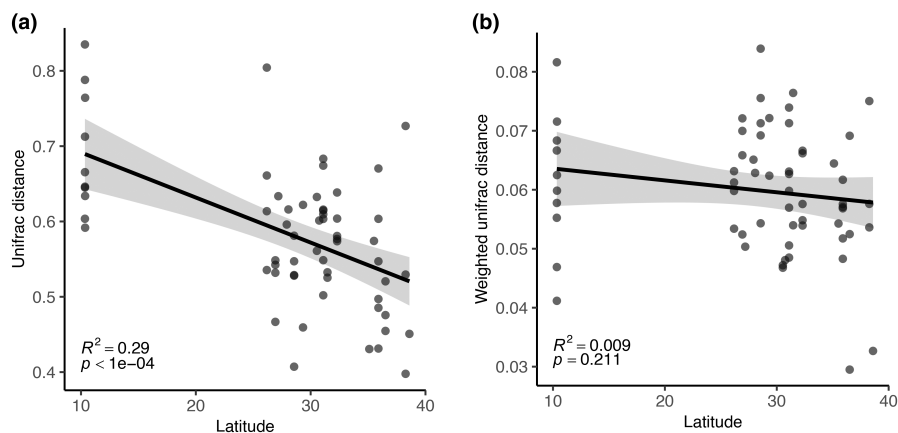 (a)
Unifrac distance
0.8
0.7
0.6
0.5
0.4
R² = 0.29
p < 1e−04
10 20 30 40
Latitude
(b)
Weighted unifrac distance
0.08
0.07
0.06
0.05
0.04
0.03
R² = 0.009
p = 0.211
10 20 30 40
Latitude